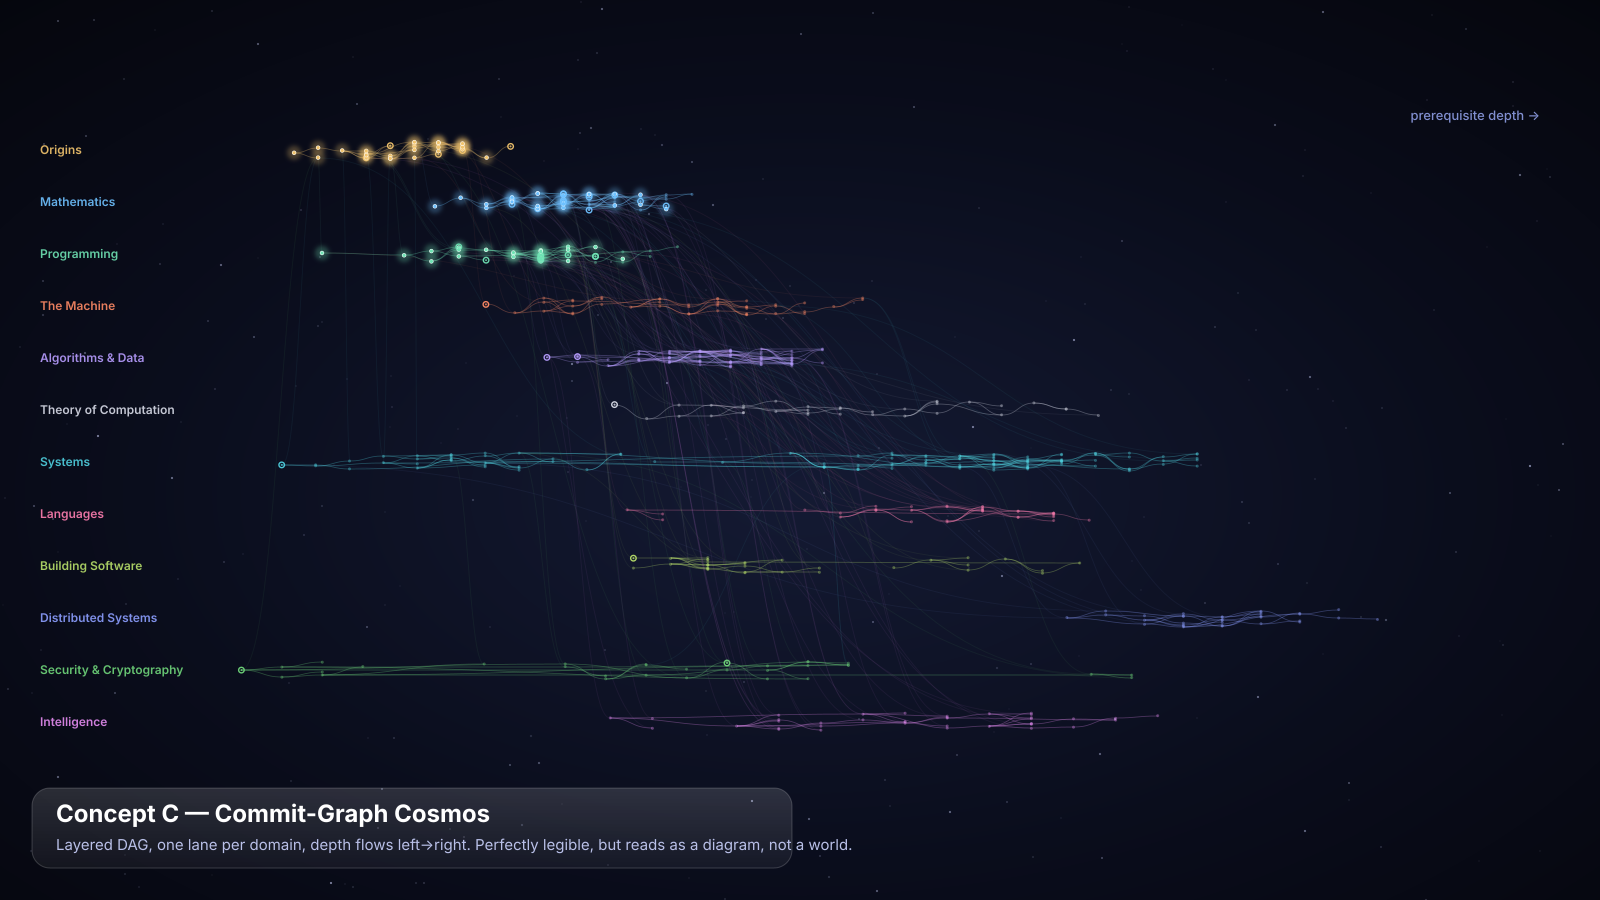 prerequisite depth →
Origins
Mathematics
Programming
The Machine
Algorithms & Data
Theory of Computation
Systems
Languages
Building Software
Distributed Systems
Security & Cryptography
Intelligence
Concept C — Commit-Graph Cosmos
Layered DAG, one lane per domain, depth flows left→right. Perfectly legible, but reads as a diagram, not a world.